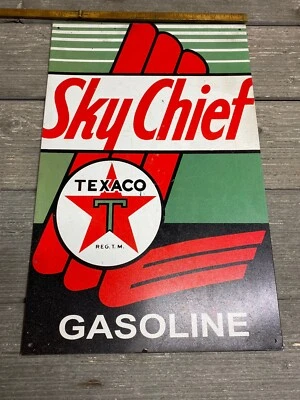 Sky Chief
TEXACO
T
REG. T. M.
GASOLINE